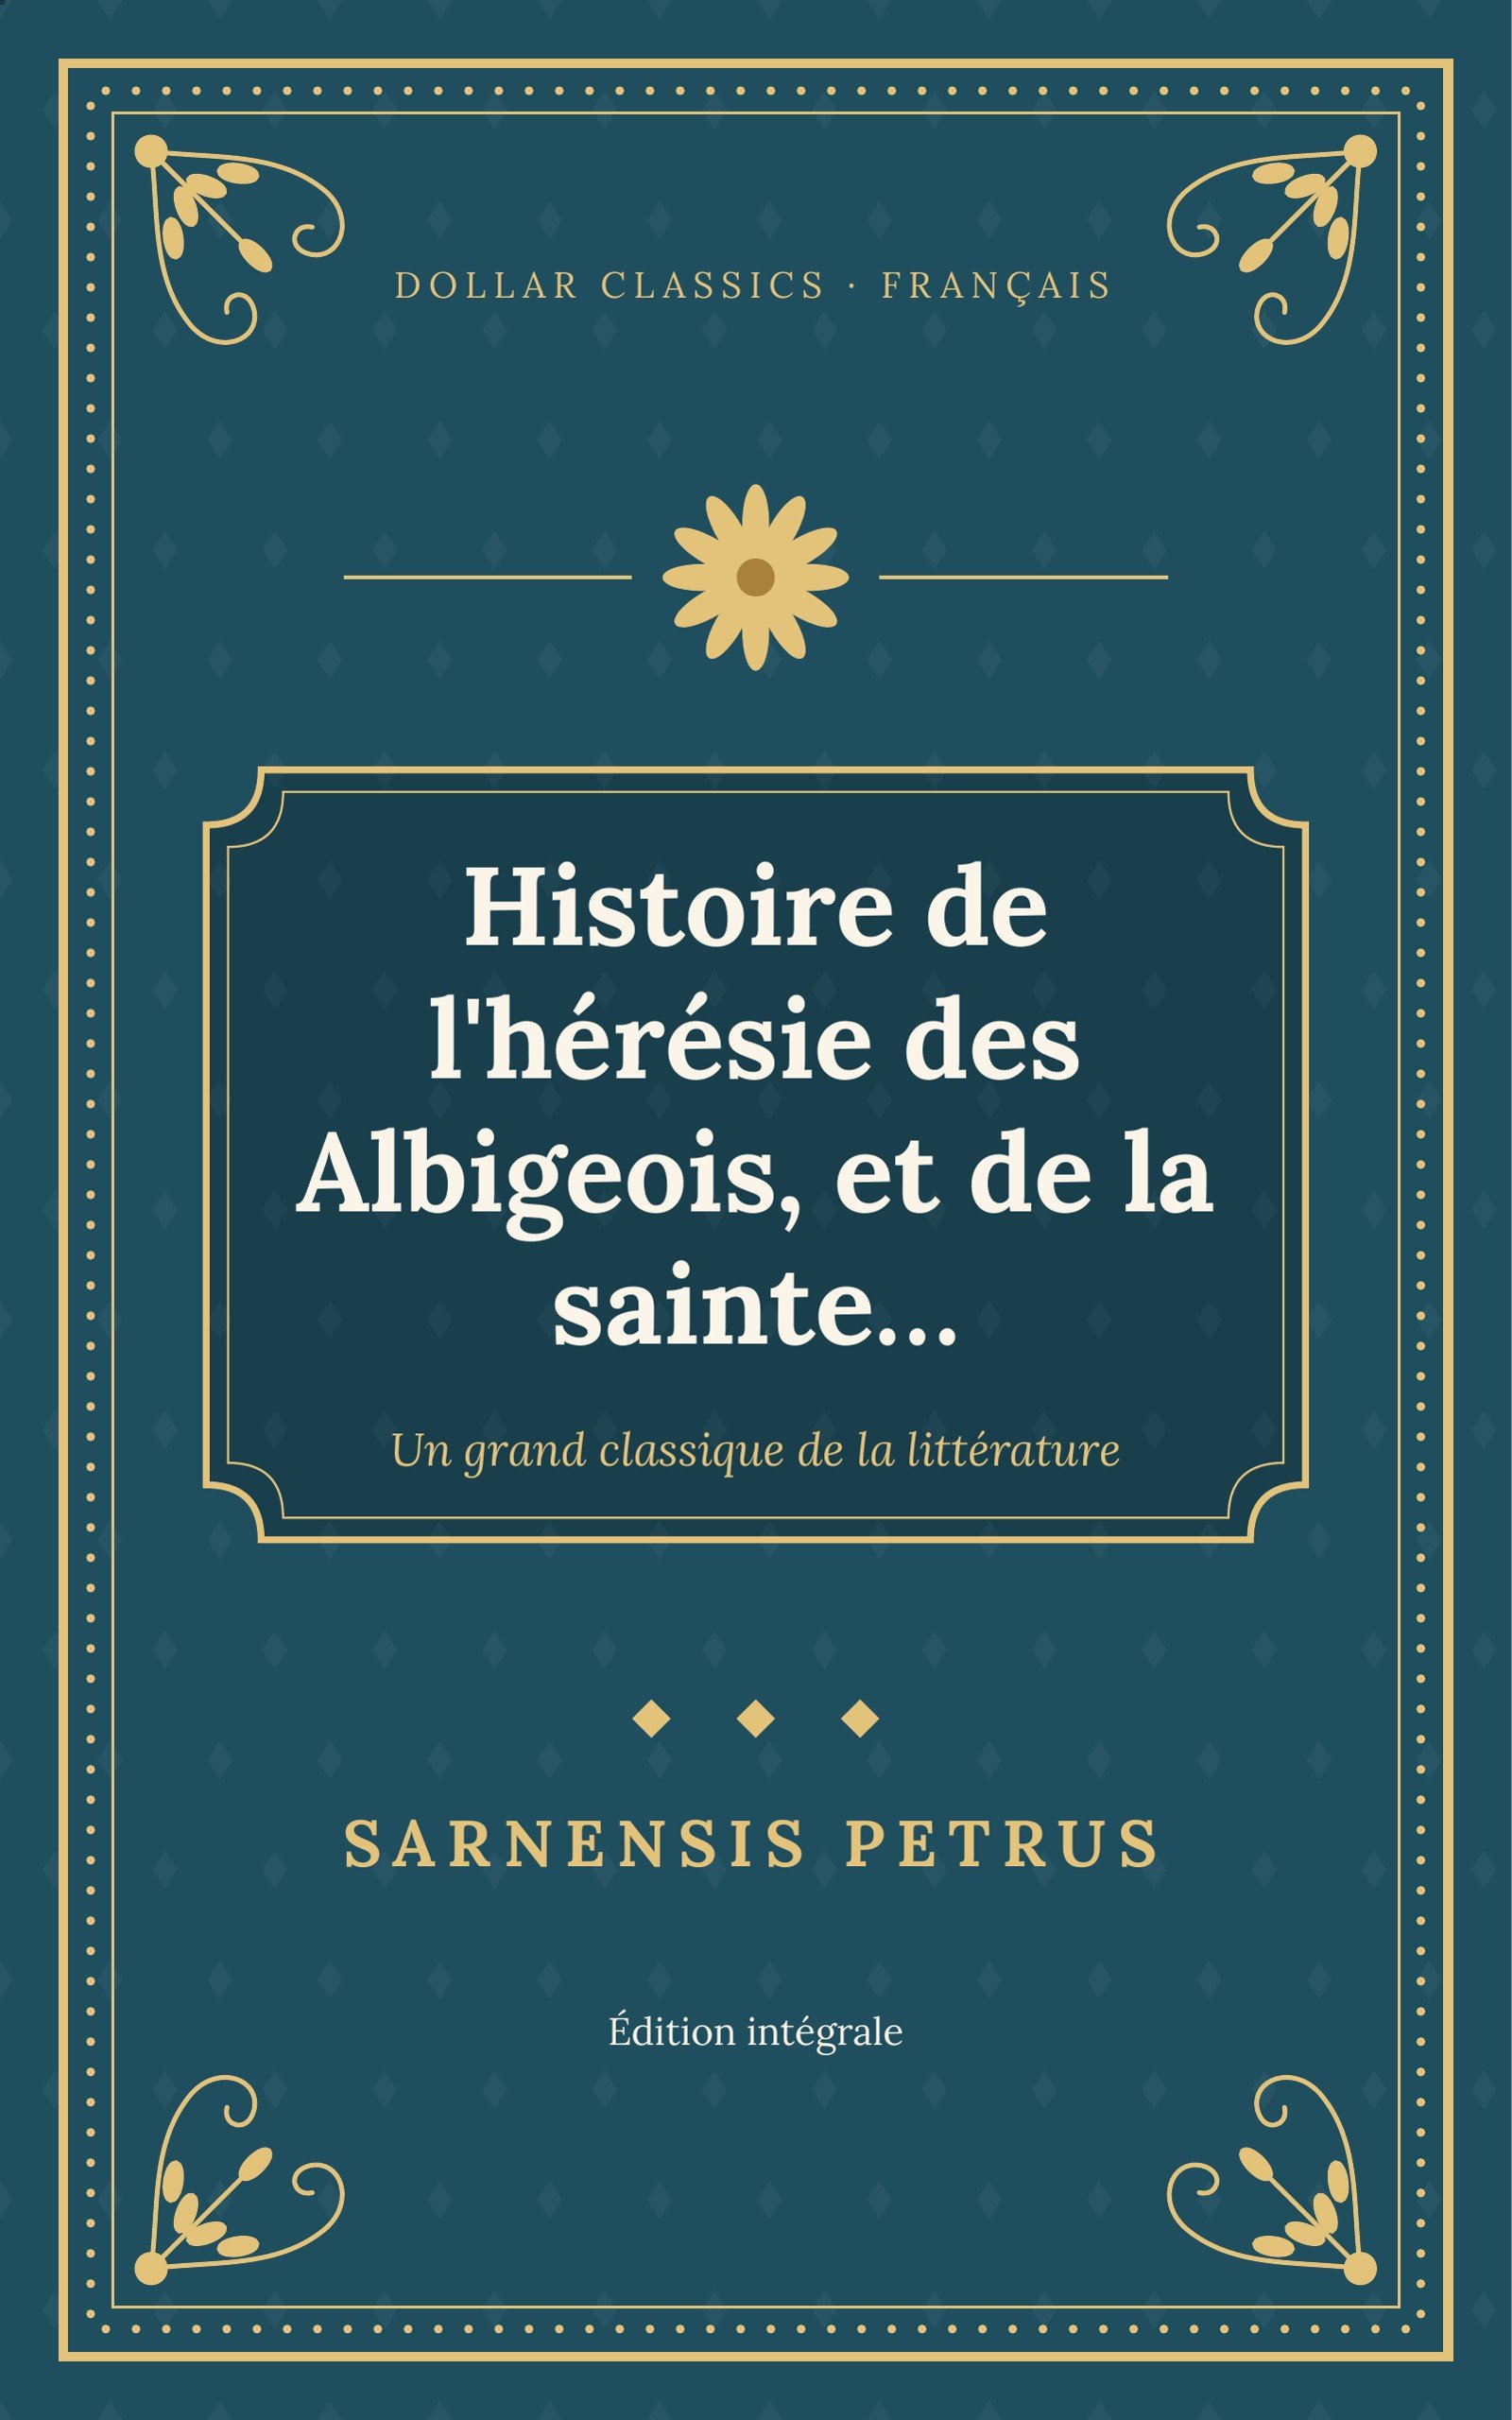 DOLLAR CLASSICS · FRANÇAIS
Histoire de
l'hérésie des
Albigeois, et de la
sainte...
Un grand classique de la littérature
SARNENSIS PETRUS
Édition intégrale